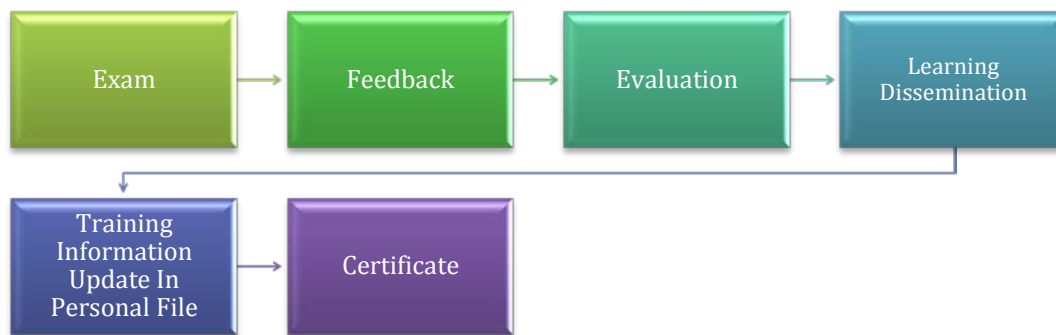 Exam
Feedback
Evaluation
Learning
Dissemination
Training
Information
Update In
Personal File
Certificate